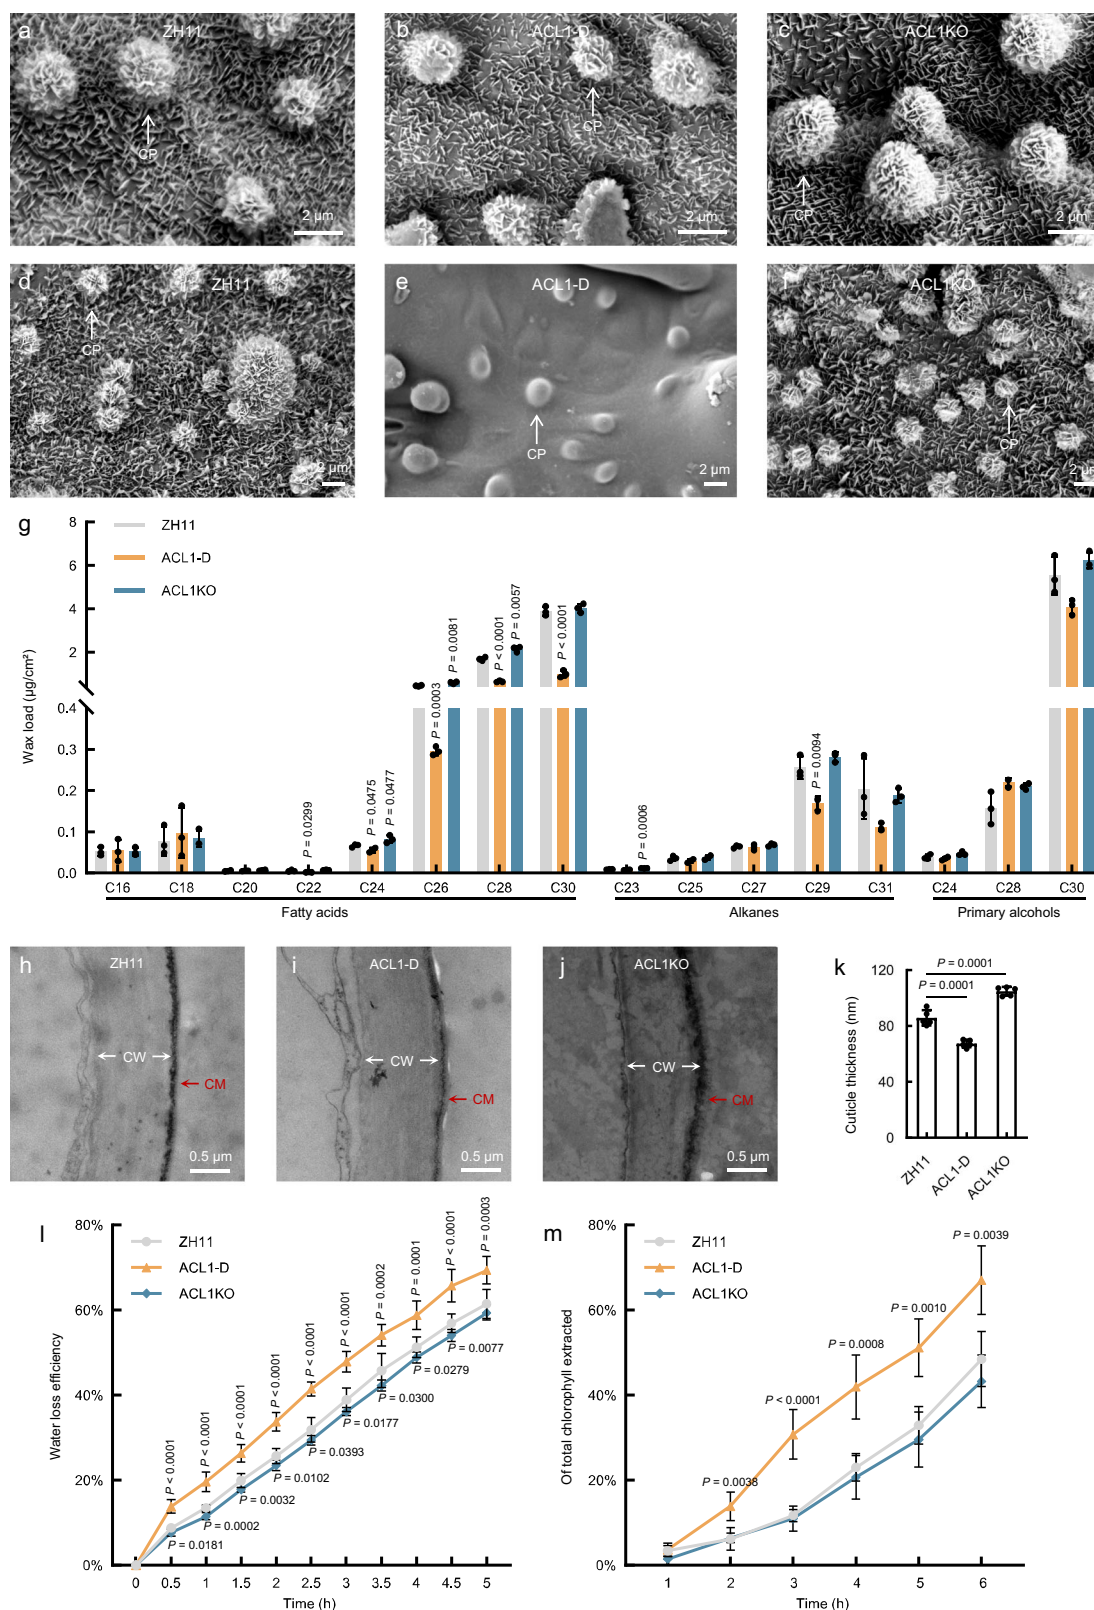 a
ZH11
CP
2 µm
b
ACL1-D
CP
2 µm
c
ACL1KO
CP
2 µm
d
ZH11
CP
2 µm
e
ACL1-D
CP
2 µm
f
ACL1KO
CP
2 µm
g
ZH11
ACL1-D
ACL1KO
Wax load (µg/cm²)
8
6
4
2
0.4
0.3
0.2
0.1
0.0
P = 0.0299
P = 0.0475
P = 0.0477
P = 0.0003
P = 0.0081
P < 0.0001
P = 0.0057
P < 0.0001
P = 0.0006
P = 0.0094
C16 C18 C20 C22 C24 C26 C28 C30 C23 C25 C27 C29 C31 C24 C28 C30
Fatty acids Alkanes Primary alcohols
h
ZH11
CW
CM
0.5 µm
i
ACL1-D
CW
CM
0.5 µm
j
ACL1KO
CW
CM
0.5 µm
k
P = 0.0001
P = 0.0001
Cuticle thickness (nm)
120
80
40
0
ZH11
ACL1-D
ACL1KO
l
ZH11
ACL1-D
ACL1KO
Water loss efficiency
80%
60%
40%
20%
0%
P < 0.0001
P < 0.0001
P < 0.0001
P < 0.0001
P < 0.0001
P < 0.0001
P = 0.0002
P = 0.0001
P < 0.0001
P = 0.0003
P = 0.0181
P = 0.0002
P = 0.0032
P = 0.0102
P = 0.0393
P = 0.0177
P = 0.0300
P = 0.0279
P = 0.0077
0 0.5 1 1.5 2 2.5 3 3.5 4 4.5 5
Time (h)
m
ZH11
ACL1-D
ACL1KO
Of total chlorophyll extracted
80%
60%
40%
20%
0%
P = 0.0038
P < 0.0001
P = 0.0008
P = 0.0010
P = 0.0039
1 2 3 4 5 6
Time (h)